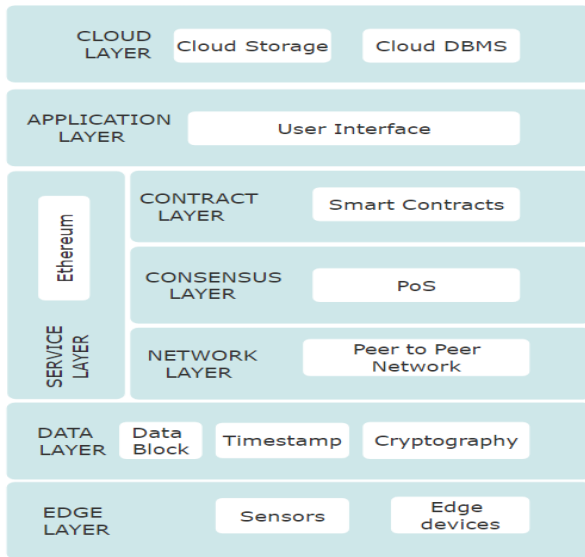 CLOUD
LAYER
Cloud Storage
Cloud DBMS
APPLICATION
LAYER
User Interface
Ethereum
SERVICE
LAYER
CONTRACT
LAYER
Smart Contracts
CONSENSUS
LAYER
PoS
NETWORK
LAYER
Peer to Peer
Network
DATA
LAYER
Data
Block
Timestamp
Cryptography
EDGE
LAYER
Sensors
Edge
devices